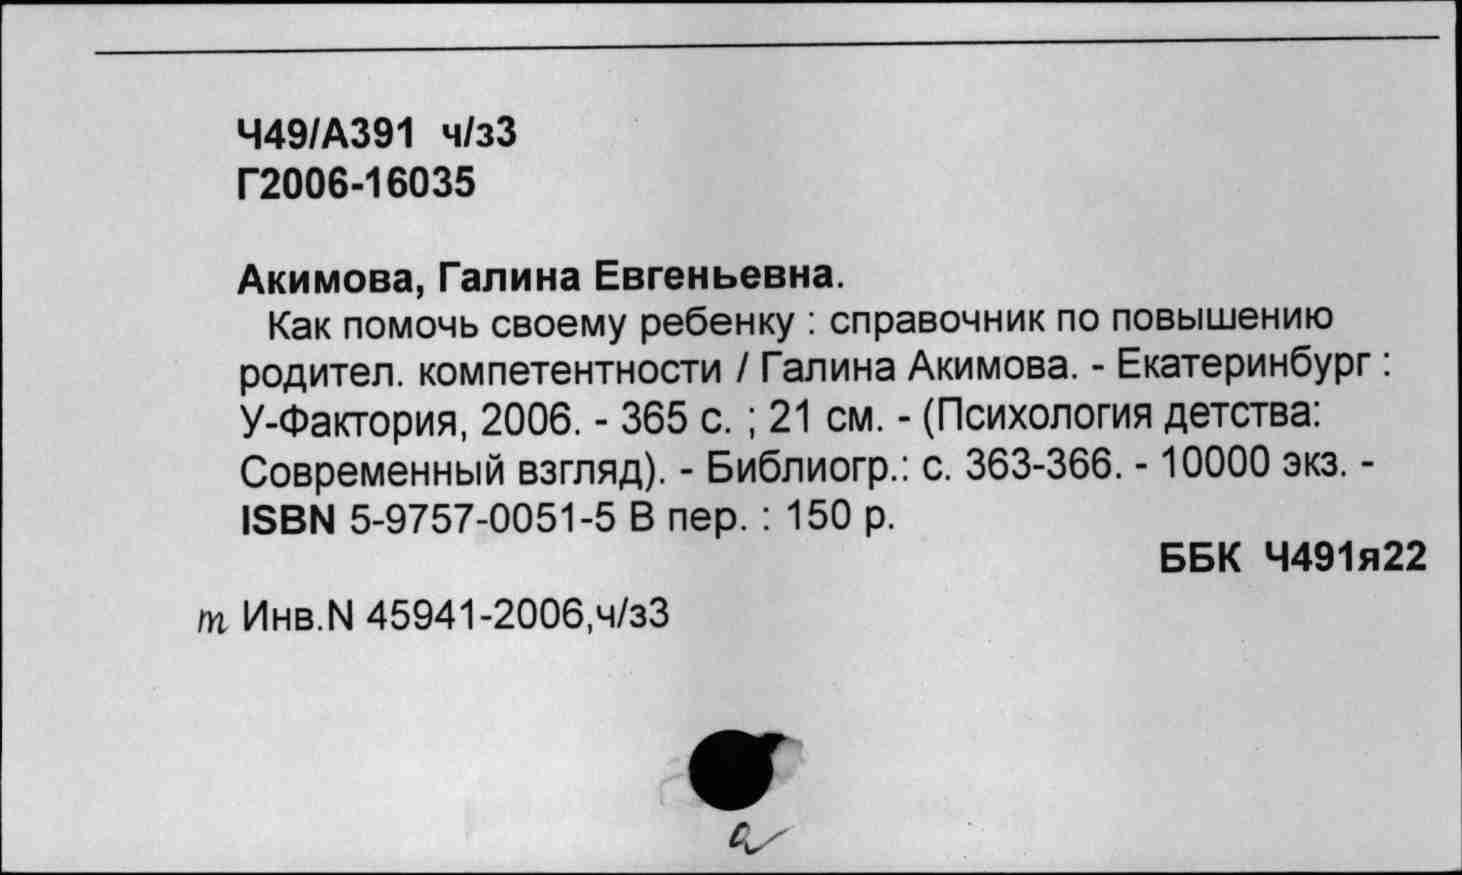 Ч49/А391 ч/з3
Г2006-16035
Акимова, Галина Евгеньевна.
Как помочь своему ребенку : справочник по повышению
родител. компетентности / Галина Акимова. - Екатеринбург :
У-Фактория, 2006. - 365 с. ; 21 см. - (Психология детства:
Современный взгляд). - Библиогр.: с. 363-366. - 10000 экз. -
ISBN 5-9757-0051-5 В пер. : 150 р.
ББК Ч491я22
т Инв.N 45941-2006,ч/з3